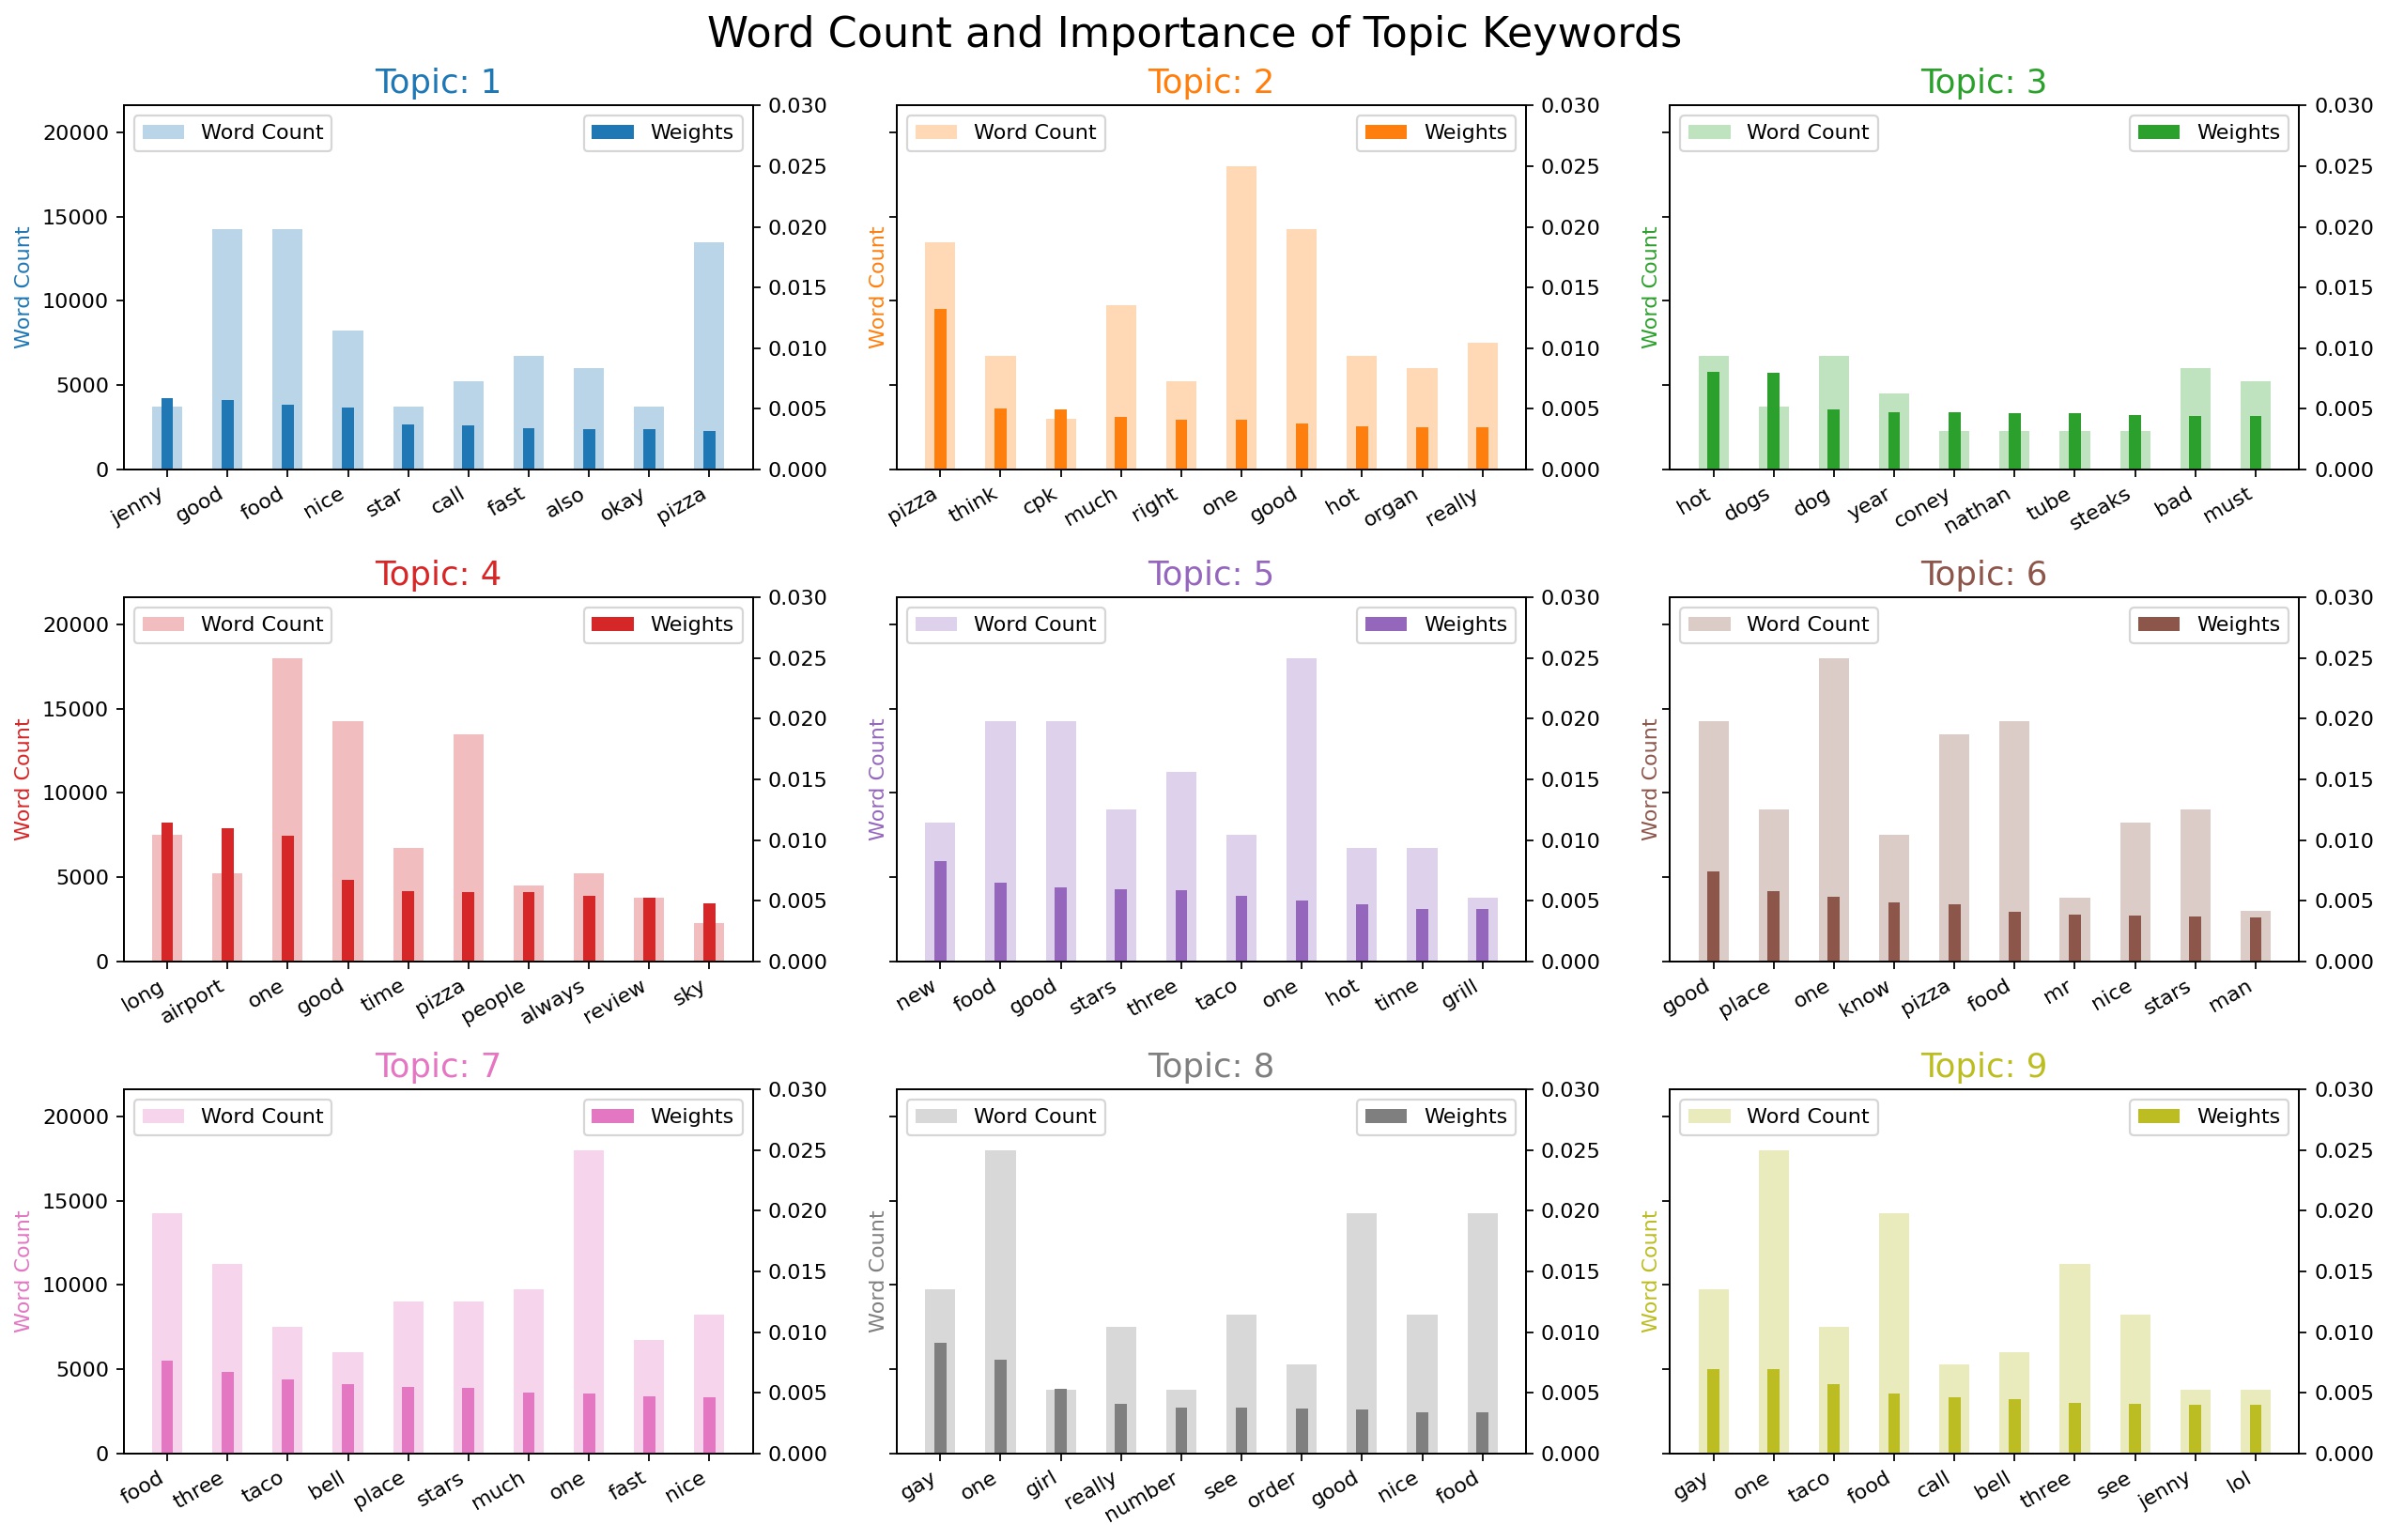 Word Count and Importance of Topic Keywords
Topic: 1
Word Count
Weights
Word Count
20000
15000
10000
5000
0
0.030
0.025
0.020
0.015
0.010
0.005
0.000
jenny good food nice star call fast also okay pizza
Topic: 2
Word Count
Weights
Word Count
0.030
0.025
0.020
0.015
0.010
0.005
0.000
pizza think cpk much right one good hot organ really
Topic: 3
Word Count
Weights
Word Count
0.030
0.025
0.020
0.015
0.010
0.005
0.000
hot dogs dog year coney nathan tube steaks bad must
Topic: 4
Word Count
Weights
Word Count
20000
15000
10000
5000
0
0.030
0.025
0.020
0.015
0.010
0.005
0.000
long airport one good time pizza people always review sky
Topic: 5
Word Count
Weights
Word Count
0.030
0.025
0.020
0.015
0.010
0.005
0.000
new food good stars three taco one hot time grill
Topic: 6
Word Count
Weights
Word Count
0.030
0.025
0.020
0.015
0.010
0.005
0.000
good place one know pizza food mr nice stars man
Topic: 7
Word Count
Weights
Word Count
20000
15000
10000
5000
0
0.030
0.025
0.020
0.015
0.010
0.005
0.000
food three taco bell place stars much one fast nice
Topic: 8
Word Count
Weights
Word Count
0.030
0.025
0.020
0.015
0.010
0.005
0.000
gay one girl really number see order good nice food
Topic: 9
Word Count
Weights
Word Count
0.030
0.025
0.020
0.015
0.010
0.005
0.000
gay one taco food call bell three see jenny lol